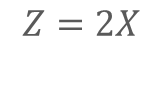 Z = 2X